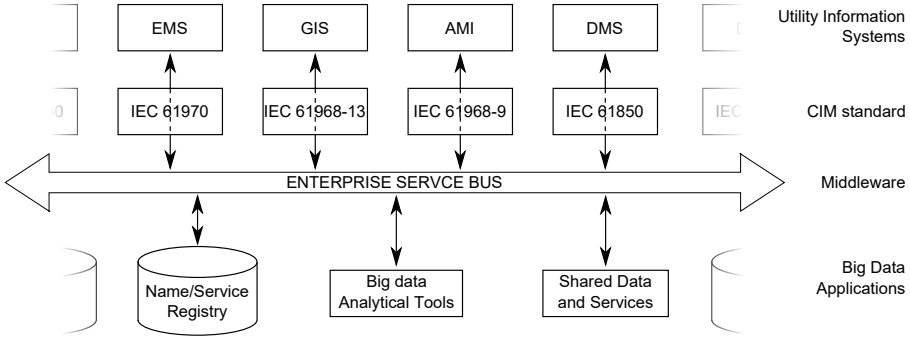 EMS
GIS
AMI
DMS
Utility Information
Systems
IEC 61970
IEC 61968-13
IEC 61968-9
IEC 61850
CIM standard
ENTERPRISE SERVCE BUS
Middleware
Name/Service
Registry
Big data
Analytical Tools
Shared Data
and Services
Big Data
Applications